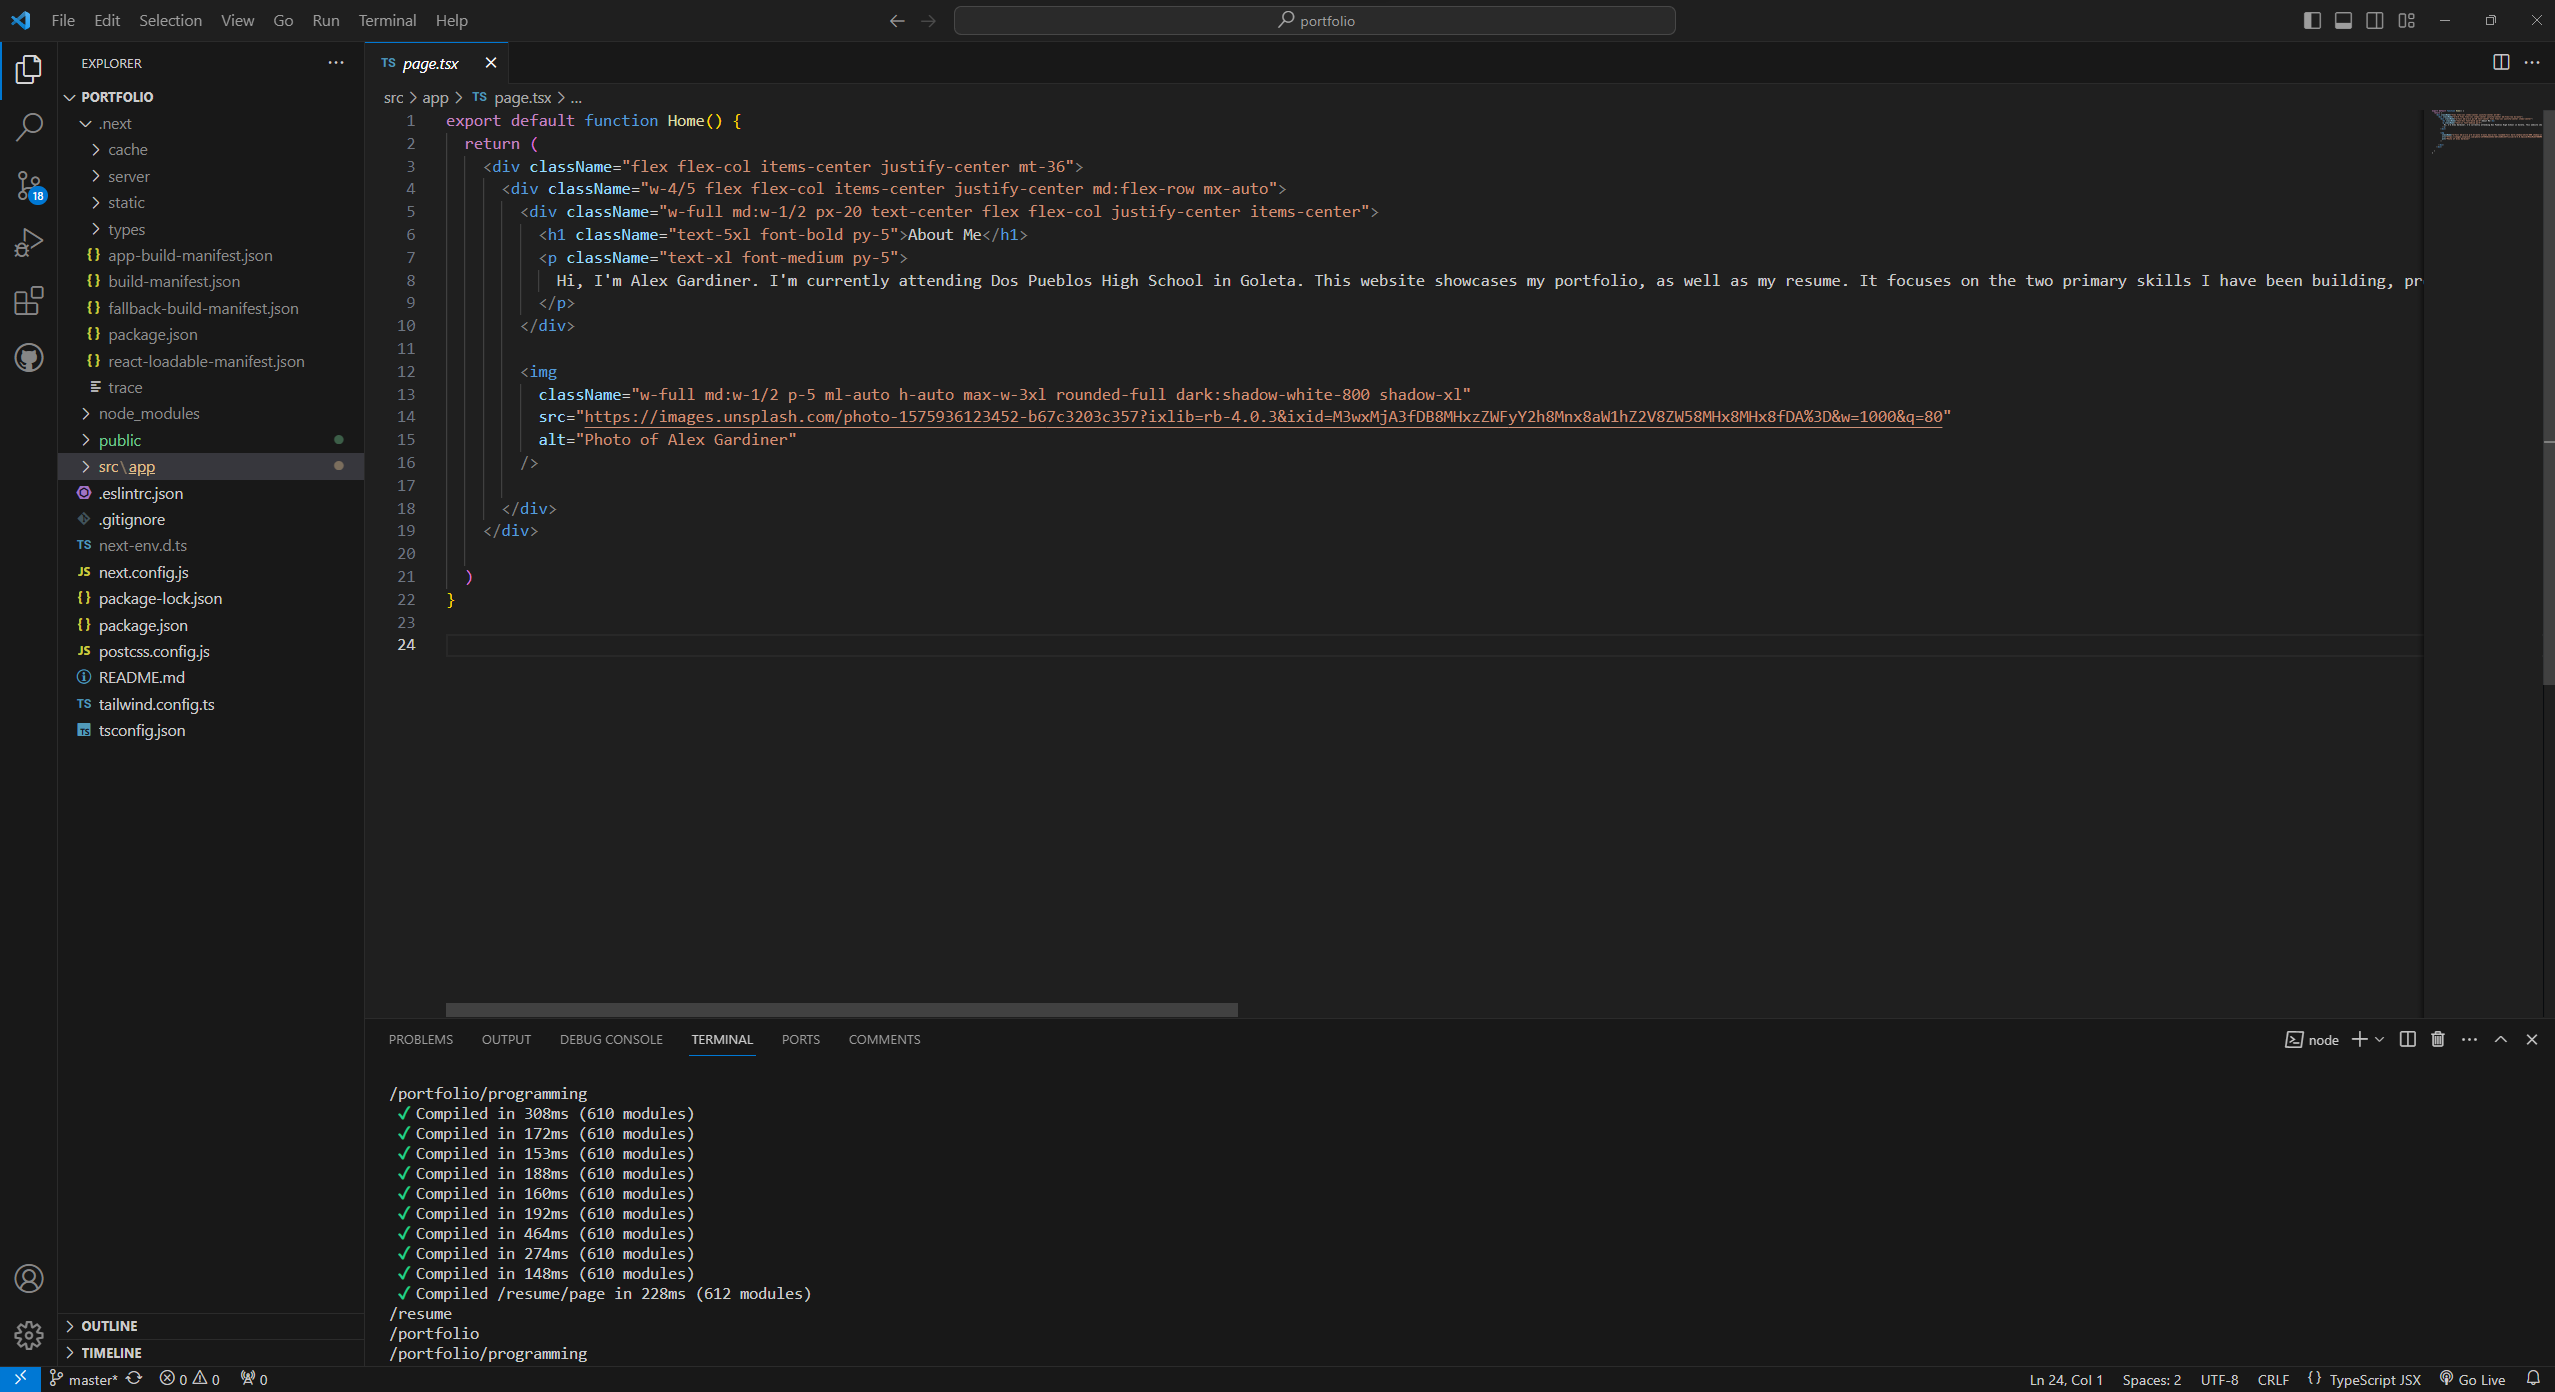 File Edit Selection View Go Run Terminal Help
portfolio
EXPLORER
PORTFOLIO
.next
cache
server
static
types
app-build-manifest.json
build-manifest.json
fallback-build-manifest.json
package.json
react-loadable-manifest.json
trace
node_modules
public
src\app
.eslintrc.json
.gitignore
TS next-env.d.ts
JS next.config.js
package-lock.json
package.json
JS postcss.config.js
README.md
TS tailwind.config.ts
tsconfig.json
OUTLINE
TIMELINE
18
TS page.tsx
src > app > TS page.tsx > ...
1 export default function Home() {
2 return (
3 <div className="flex flex-col items-center justify-center mt-36">
4 <div className="w-4/5 flex flex-col items-center justify-center md:flex-row mx-auto">
5 <div className="w-full md:w-1/2 px-20 text-center flex flex-col justify-center items-center">
6 <h1 className="text-5xl font-bold py-5">About Me</h1>
7 <p className="text-xl font-medium py-5">
8 Hi, I'm Alex Gardiner. I'm currently attending Dos Pueblos High School in Goleta. This website showcases my portfolio, as well as my resume. It focuses on the two primary skills I have been building, pr
9 </p>
10 </div>
11
12 <img
13 className="w-full md:w-1/2 p-5 ml-auto h-auto max-w-3xl rounded-full dark:shadow-white-800 shadow-xl"
14 src="https://images.unsplash.com/photo-1575936123452-b67c3203c357?ixlib=rb-4.0.3&ixid=M3wxMjA3fDB8MHxzZWFyY2h8Mnx8aW1hZ2V8ZW58MHx8MHx8fDA%3D&w=1000&q=80"
15 alt="Photo of Alex Gardiner"
16 />
17
18 </div>
19 </div>
20
21 )
22 }
23
24
PROBLEMS OUTPUT DEBUG CONSOLE TERMINAL PORTS COMMENTS
node
/portfolio/programming
✓ Compiled in 308ms (610 modules)
✓ Compiled in 172ms (610 modules)
✓ Compiled in 153ms (610 modules)
✓ Compiled in 188ms (610 modules)
✓ Compiled in 160ms (610 modules)
✓ Compiled in 192ms (610 modules)
✓ Compiled in 464ms (610 modules)
✓ Compiled in 274ms (610 modules)
✓ Compiled in 148ms (610 modules)
✓ Compiled /resume/page in 228ms (612 modules)
/resume
/portfolio
/portfolio/programming
master* 0 0 0 Ln 24, Col 1 Spaces: 2 UTF-8 CRLF {} TypeScript JSX Go Live